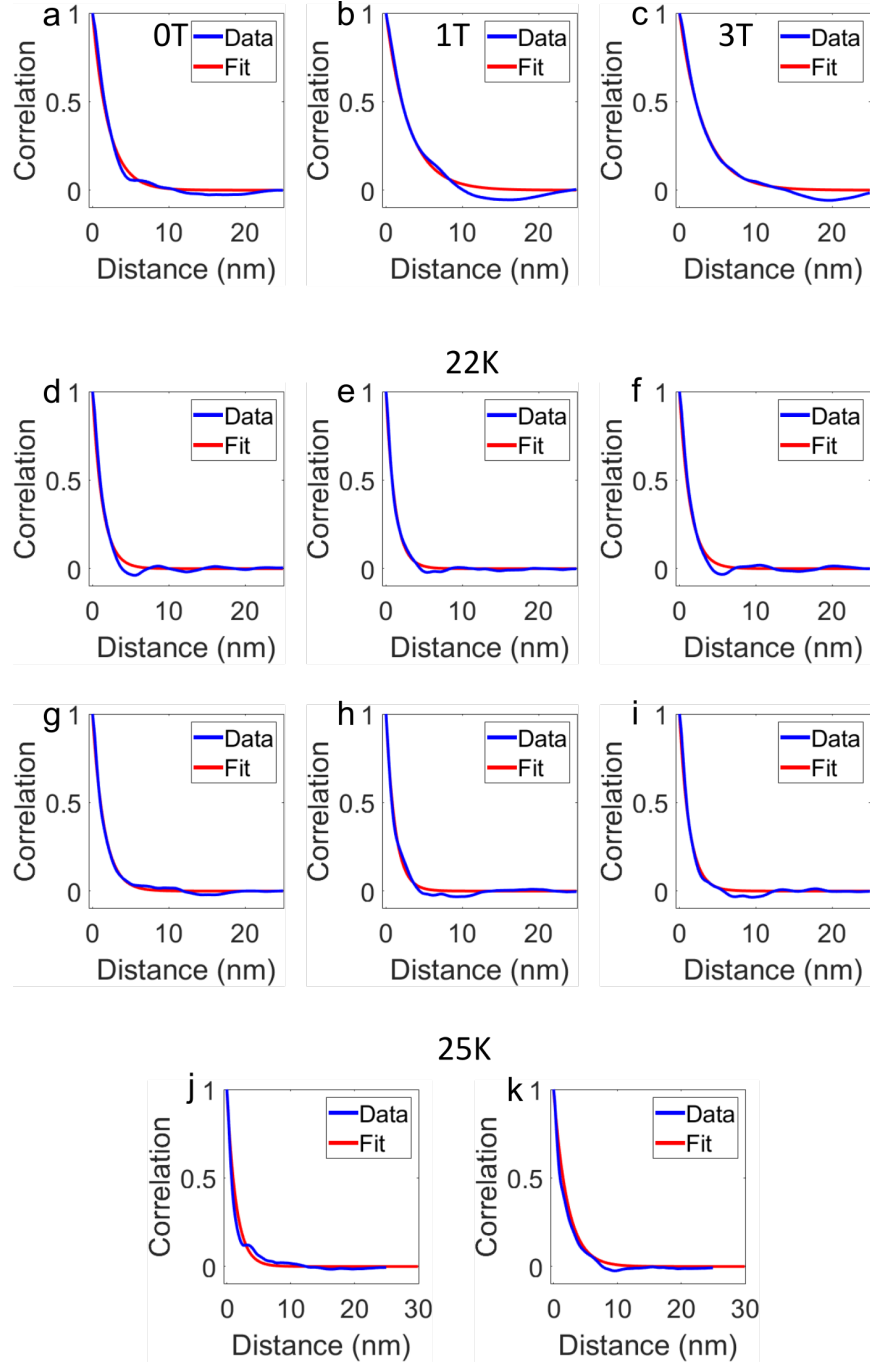 a
0T
Data
Fit
1
0.5
0
Correlation
0
10
20
Distance (nm)
b
1T
Data
Fit
1
0.5
0
Correlation
0
10
20
Distance (nm)
c
3T
Data
Fit
1
0.5
0
Correlation
0
10
20
Distance (nm)
22K
d
Data
Fit
1
0.5
0
Correlation
0
10
20
Distance (nm)
e
Data
Fit
1
0.5
0
Correlation
0
10
20
Distance (nm)
f
Data
Fit
1
0.5
0
Correlation
0
10
20
Distance (nm)
g
Data
Fit
1
0.5
0
Correlation
0
10
20
Distance (nm)
h
Data
Fit
1
0.5
0
Correlation
0
10
20
Distance (nm)
i
Data
Fit
1
0.5
0
Correlation
0
10
20
Distance (nm)
25K
j
Data
Fit
1
0.5
0
Correlation
0
10
20
30
Distance (nm)
k
Data
Fit
1
0.5
0
Correlation
0
10
20
30
Distance (nm)